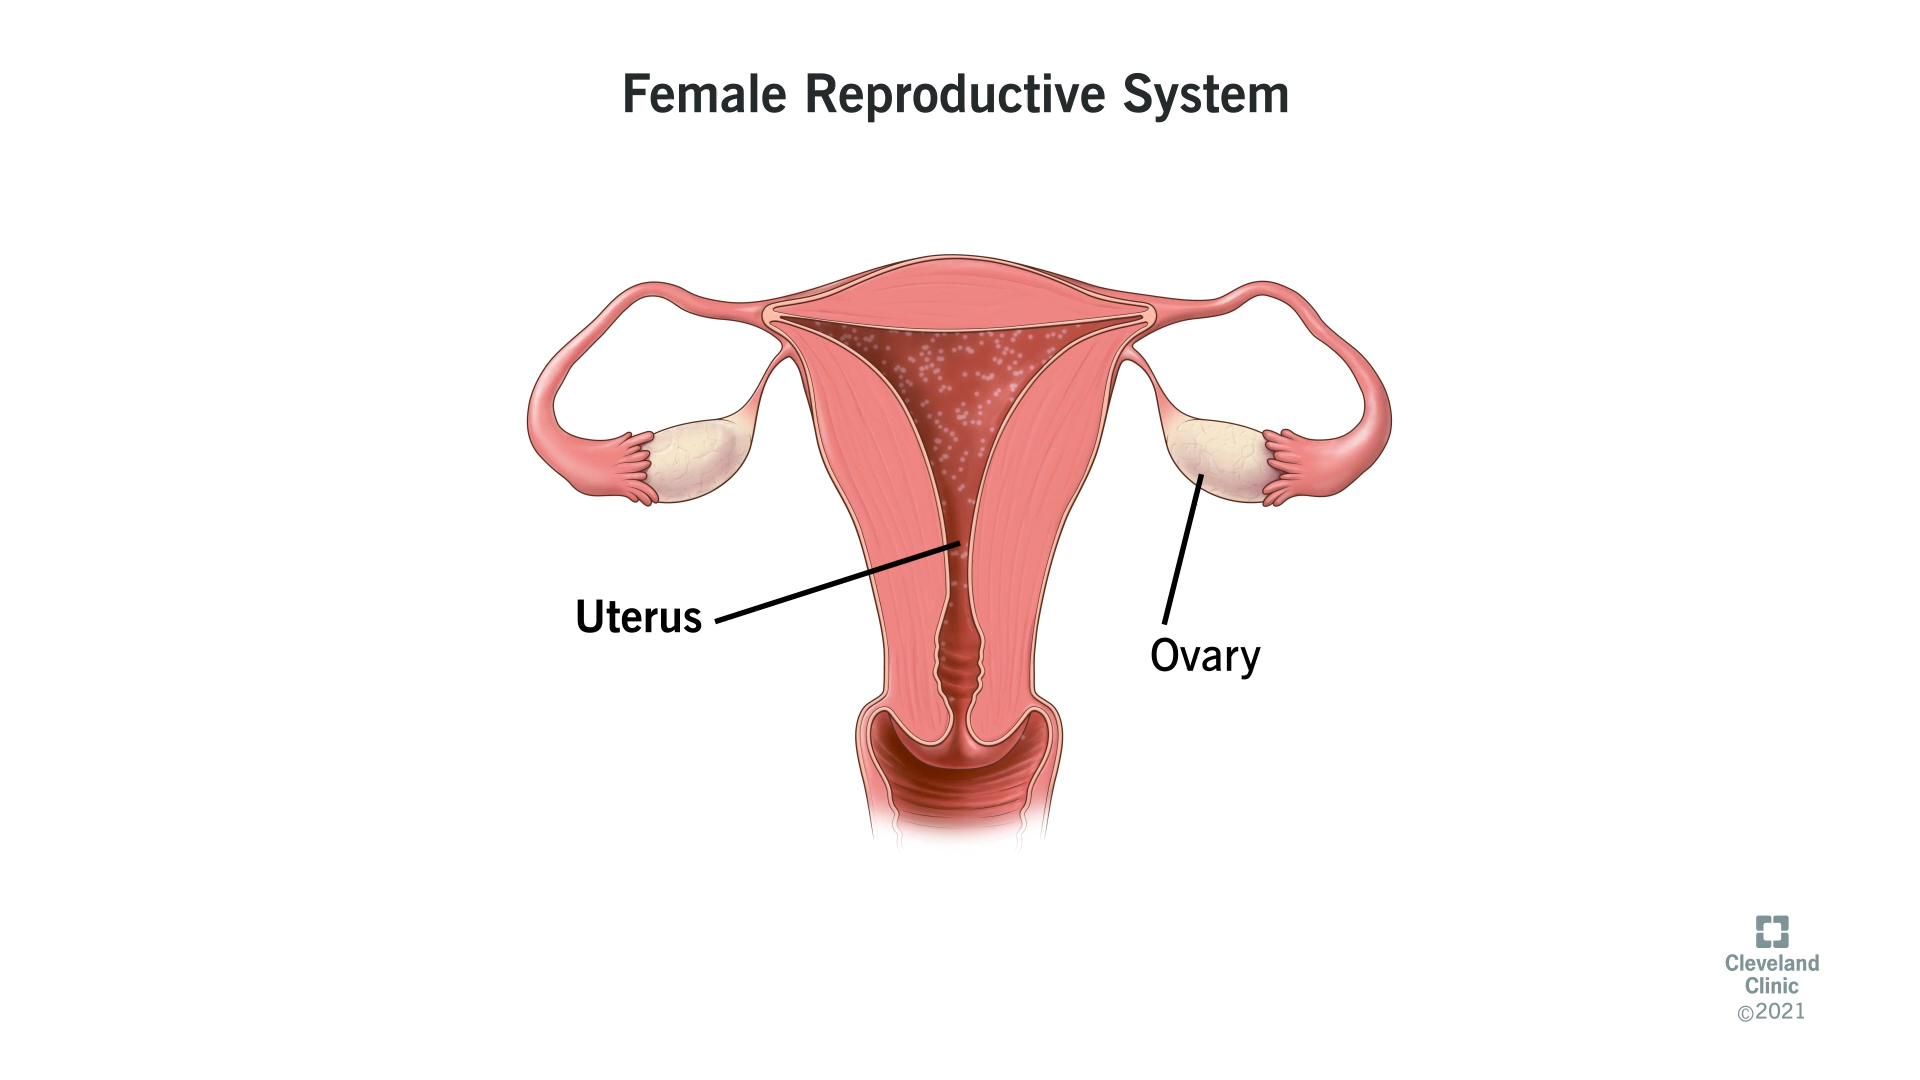 Female Reproductive System
Uterus
Ovary
Cleveland
Clinic
©2021